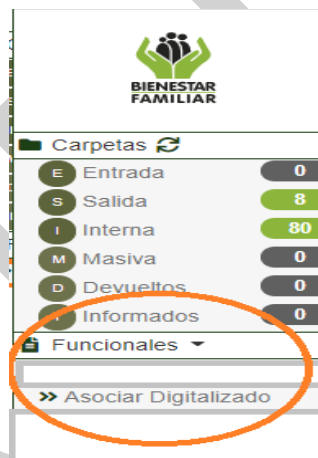 BIENESTAR
FAMILIAR
Carpetas
E Entrada 0
S Salida 8
I Interna 80
M Masiva 0
D Devueltos 0
Informados 0
Funcionales
Asociar Digitalizado